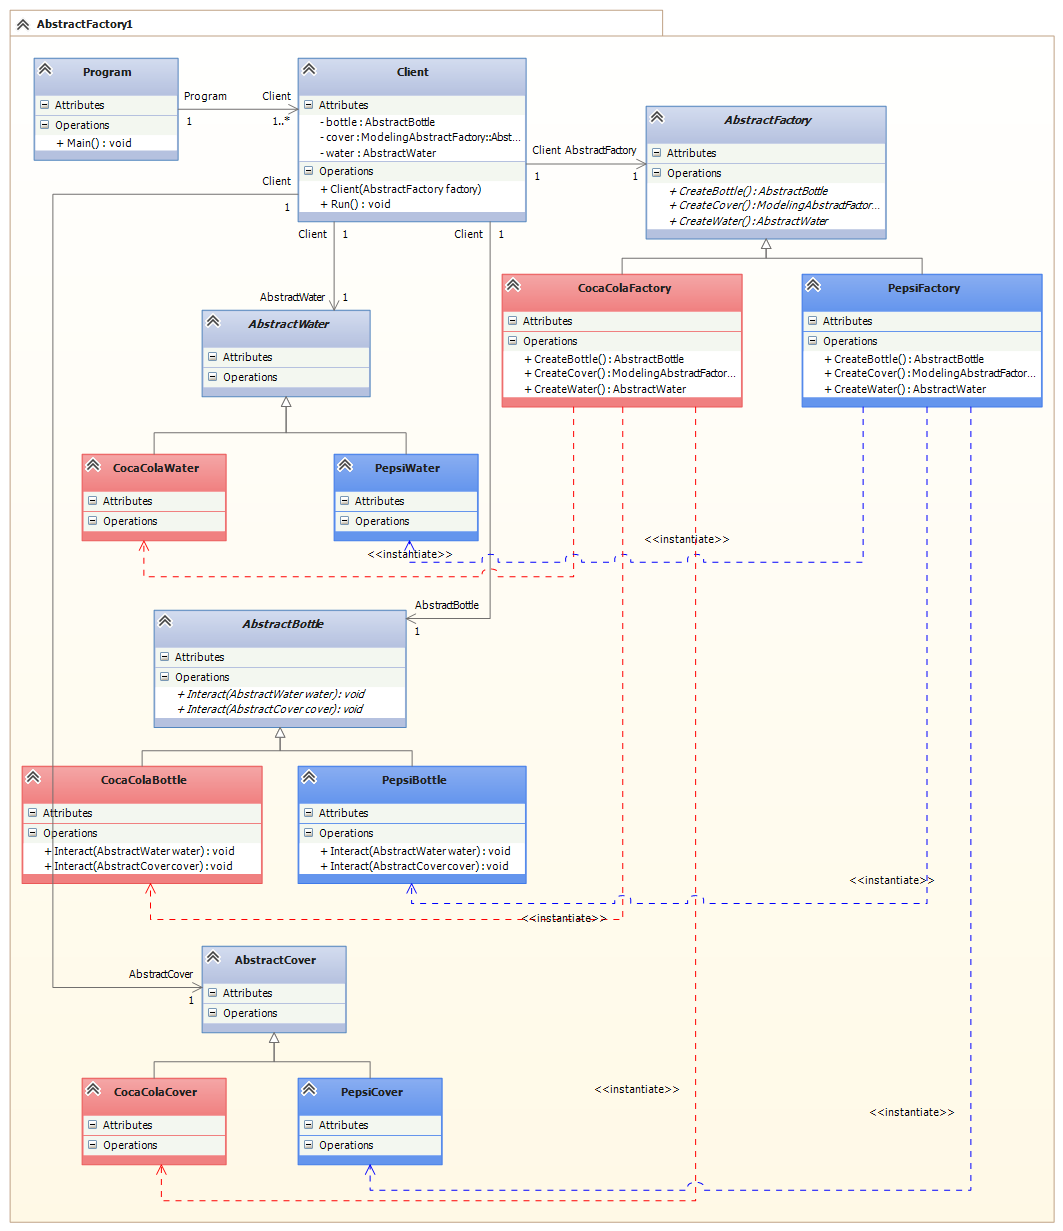 AbstractFactory1
Program
Attributes
Operations
+ Main() : void
Program
1
Client
1..*
Client
Attributes
- bottle : AbstractBottle
- cover : ModelingAbstractFactory::Abst...
- water : AbstractWater
Operations
+ Client(AbstractFactory factory)
+ Run() : void
Client AbstractFactory
1
1
AbstractFactory
Attributes
Operations
+ CreateBottle() : AbstractBottle
+ CreateCover() : ModelingAbstractFactor...
+ CreateWater() : AbstractWater
Client
1
Client
1
Client
1
AbstractWater
1
AbstractWater
Attributes
Operations
CocaColaFactory
Attributes
Operations
+ CreateBottle() : AbstractBottle
+ CreateCover() : ModelingAbstractFactor...
+ CreateWater() : AbstractWater
PepsiFactory
Attributes
Operations
+ CreateBottle() : AbstractBottle
+ CreateCover() : ModelingAbstractFactor...
+ CreateWater() : AbstractWater
CocaColaWater
Attributes
Operations
PepsiWater
Attributes
Operations
<<instantiate>>
<<instantiate>>
AbstractBottle
1
AbstractBottle
Attributes
Operations
+ Interact(AbstractWater water) : void
+ Interact(AbstractCover cover) : void
CocaColaBottle
Attributes
Operations
+ Interact(AbstractWater water) : void
+ Interact(AbstractCover cover) : void
PepsiBottle
Attributes
Operations
+ Interact(AbstractWater water) : void
+ Interact(AbstractCover cover) : void
<<instantiate>>
<<instantiate>>
AbstractCover
1
AbstractCover
Attributes
Operations
CocaColaCover
Attributes
Operations
PepsiCover
Attributes
Operations
<<instantiate>>
<<instantiate>>